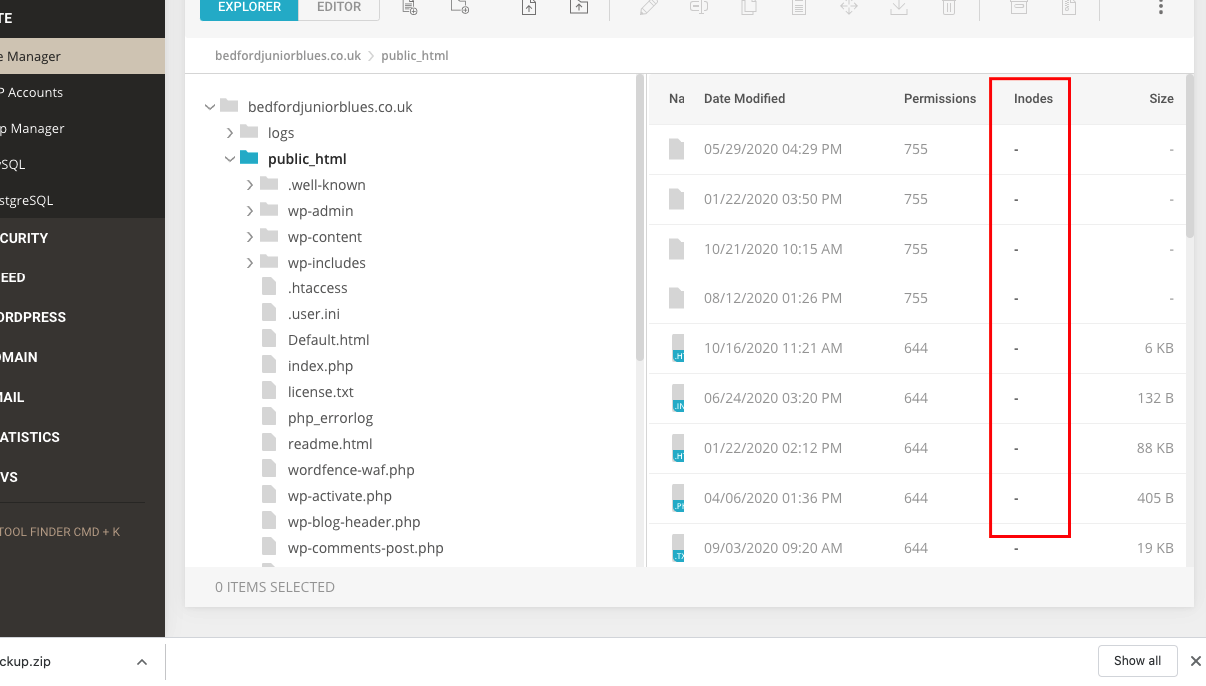 TE
EXPLORER
EDITOR
e Manager
P Accounts
p Manager
SQL
stgreSQL
CURITY
EED
ORDPRESS
OMAIN
AIL
ATISTICS
VS
TOOL FINDER CMD + K
bedfordjuniorblues.co.uk > public_html
bedfordjuniorblues.co.uk
logs
public_html
.well-known
wp-admin
wp-content
wp-includes
.htaccess
.user.ini
Default.html
index.php
license.txt
php_errorlog
readme.html
wordfence-waf.php
wp-activate.php
wp-blog-header.php
wp-comments-post.php
Na Date Modified Permissions Inodes Size
05/29/2020 04:29 PM 755 - -
01/22/2020 03:50 PM 755 - -
10/21/2020 10:15 AM 755 - -
08/12/2020 01:26 PM 755 - -
.H 10/16/2020 11:21 AM 644 - 6 KB
.IN 06/24/2020 03:20 PM 644 - 132 B
.H 01/22/2020 02:12 PM 644 - 88 KB
.PH 04/06/2020 01:36 PM 644 - 405 B
.TX 09/03/2020 09:20 AM 644 - 19 KB
0 ITEMS SELECTED
ckup.zip
Show all